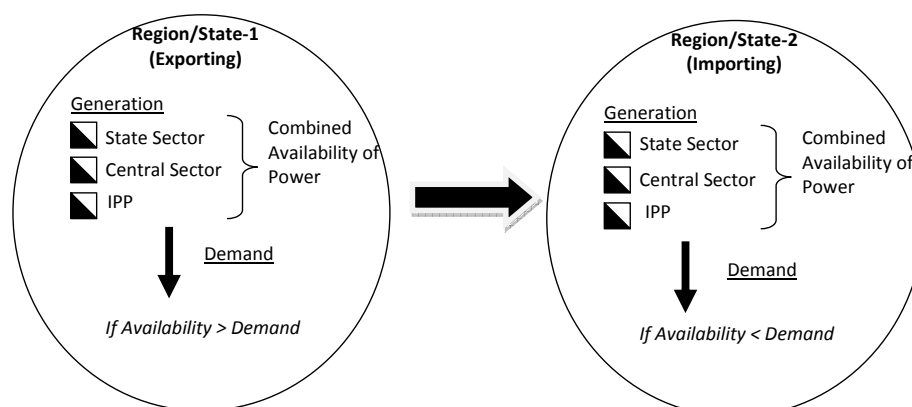 Region/State-1
(Exporting)
Generation
State Sector
Central Sector
IPP
Combined
Availability of
Power
Demand
If Availability > Demand
Region/State-2
(Importing)
Generation
State Sector
Central Sector
IPP
Combined
Availability of
Power
Demand
If Availability < Demand